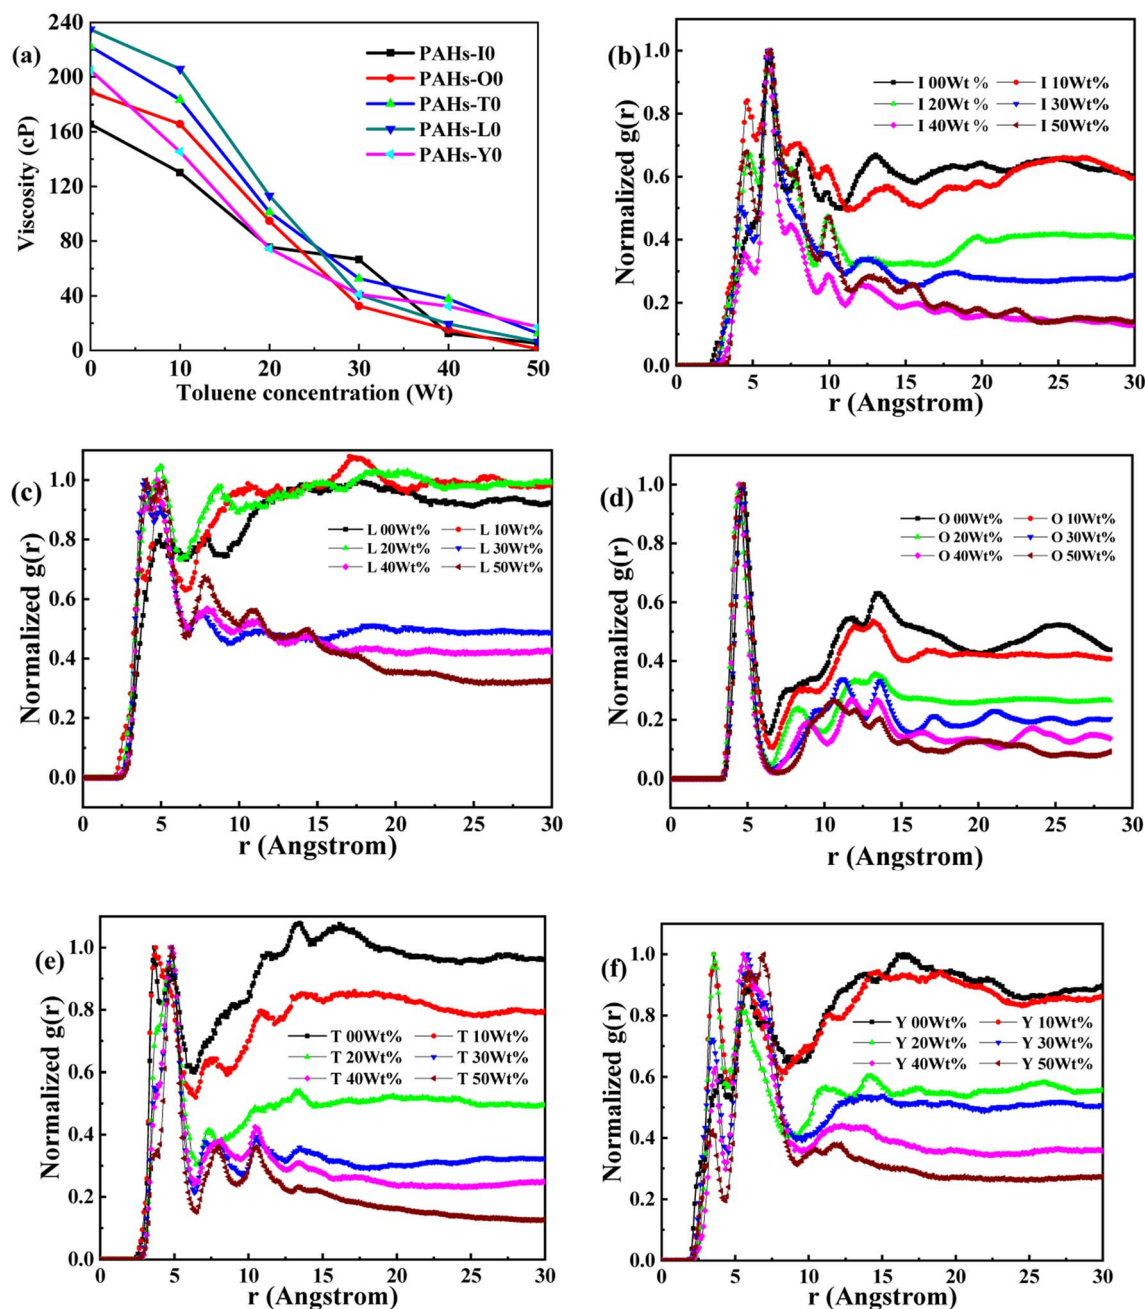 (a)
240
200
160
120
80
40
0
Viscosity (cP)
PAHs-I0
PAHs-O0
PAHs-T0
PAHs-L0
PAHs-Y0
0 10 20 30 40 50
Toluene concentration (Wt)
(b)
1.0
0.8
0.6
0.4
0.2
0.0
Normalized g(r)
I 00Wt % I 10Wt%
I 20Wt % I 30Wt%
I 40Wt % I 50Wt%
0 5 10 15 20 25 30
r (Angstrom)
(c)
1.0
0.8
0.6
0.4
0.2
0.0
Normalized g(r)
L 00Wt% L 10Wt%
L 20Wt% L 30Wt%
L 40Wt% L 50Wt%
0 5 10 15 20 25 30
r (Angstrom)
(d)
1.0
0.8
0.6
0.4
0.2
0.0
Normalized g(r)
O 00Wt% O 10Wt%
O 20Wt% O 30Wt%
O 40Wt% O 50Wt%
0 5 10 15 20 25 30
r (Angstrom)
(e)
1.0
0.8
0.6
0.4
0.2
0.0
Normalized g(r)
T 00Wt% T 10Wt%
T 20Wt% T 30Wt%
T 40Wt% T 50Wt%
0 5 10 15 20 25 30
r (Angstrom)
(f)
1.0
0.8
0.6
0.4
0.2
0.0
Normalized g(r)
Y 00Wt% Y 10Wt%
Y 20Wt% Y 30Wt%
Y 40Wt% Y 50Wt%
0 5 10 15 20 25 30
r (Angstrom)